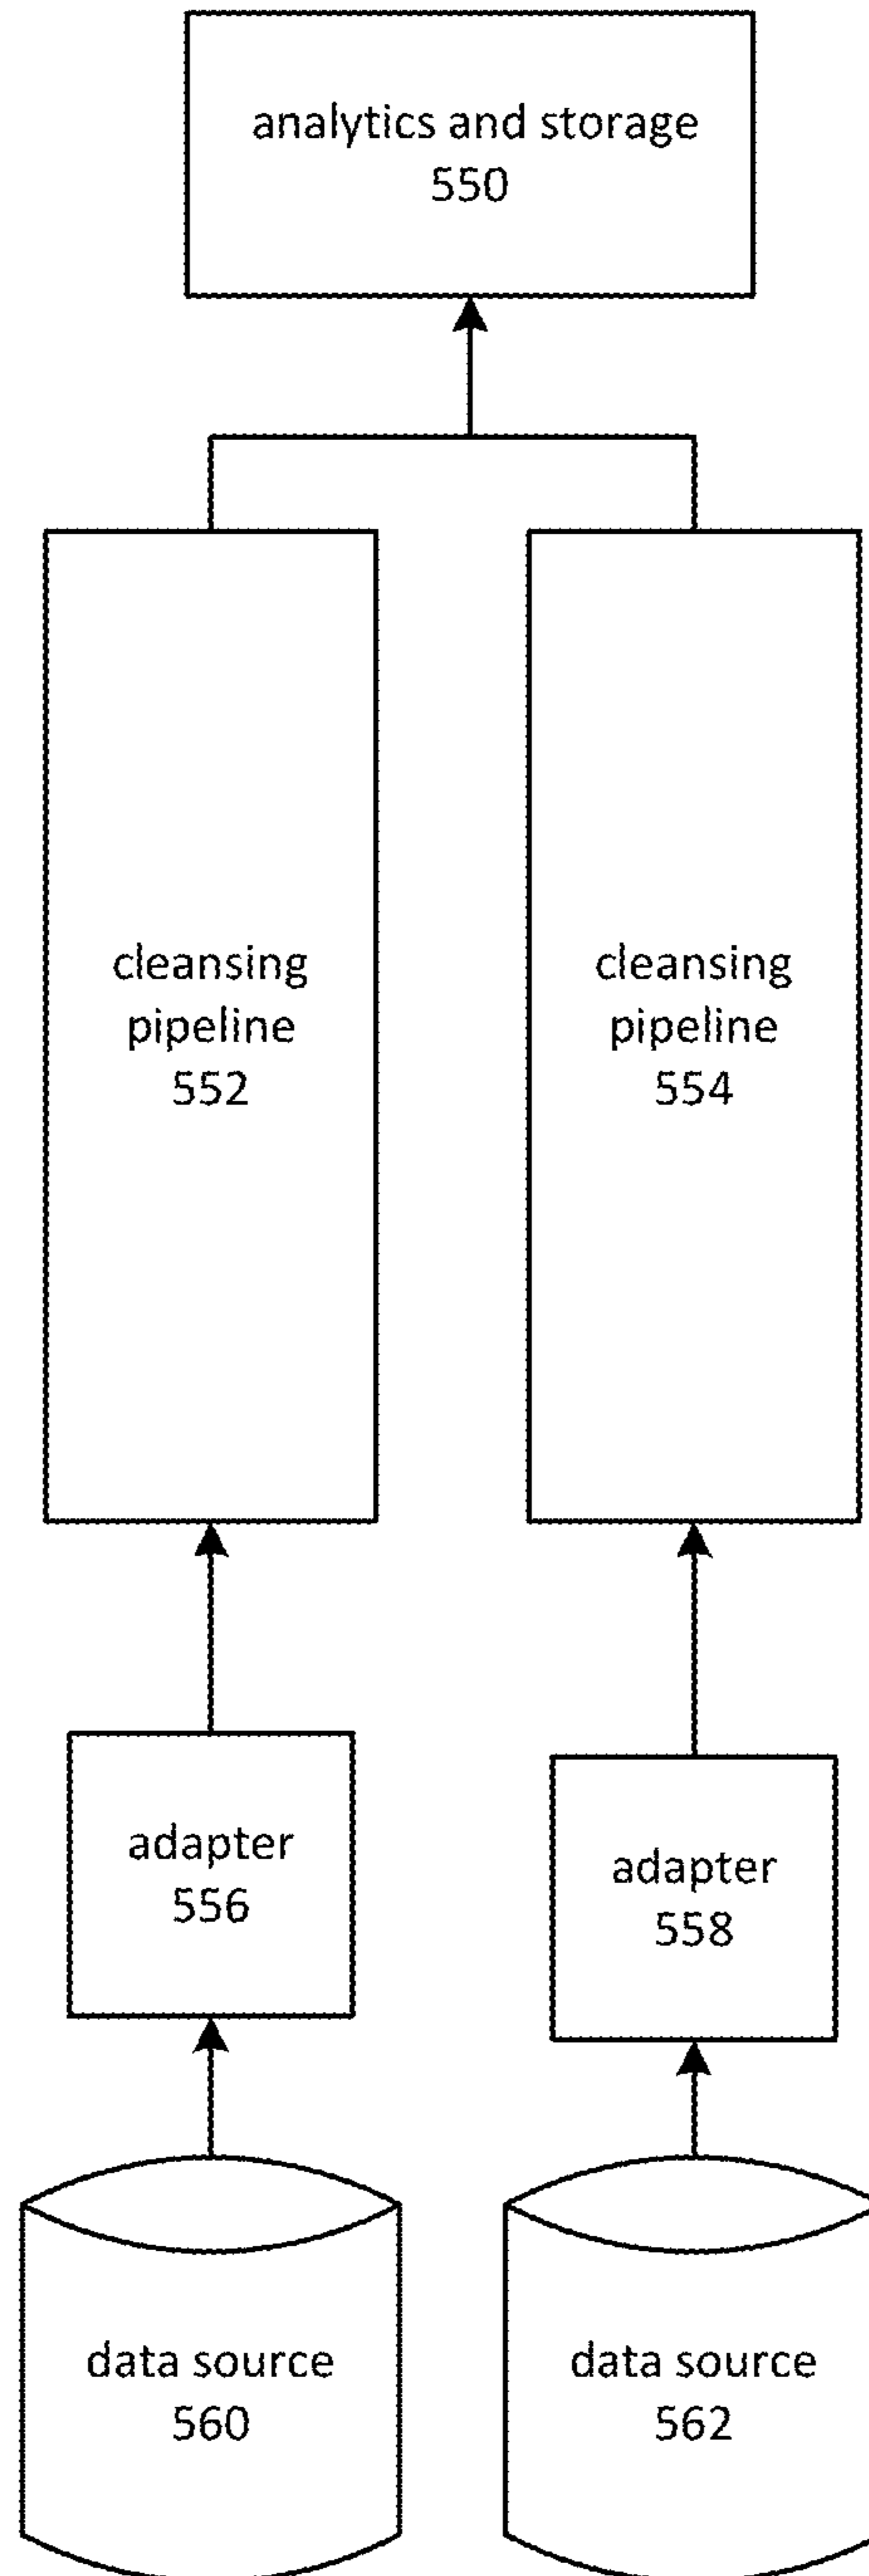 analytics and storage
550
cleansing
pipeline
552
cleansing
pipeline
554
adapter
556
adapter
558
data source
560
data source
562